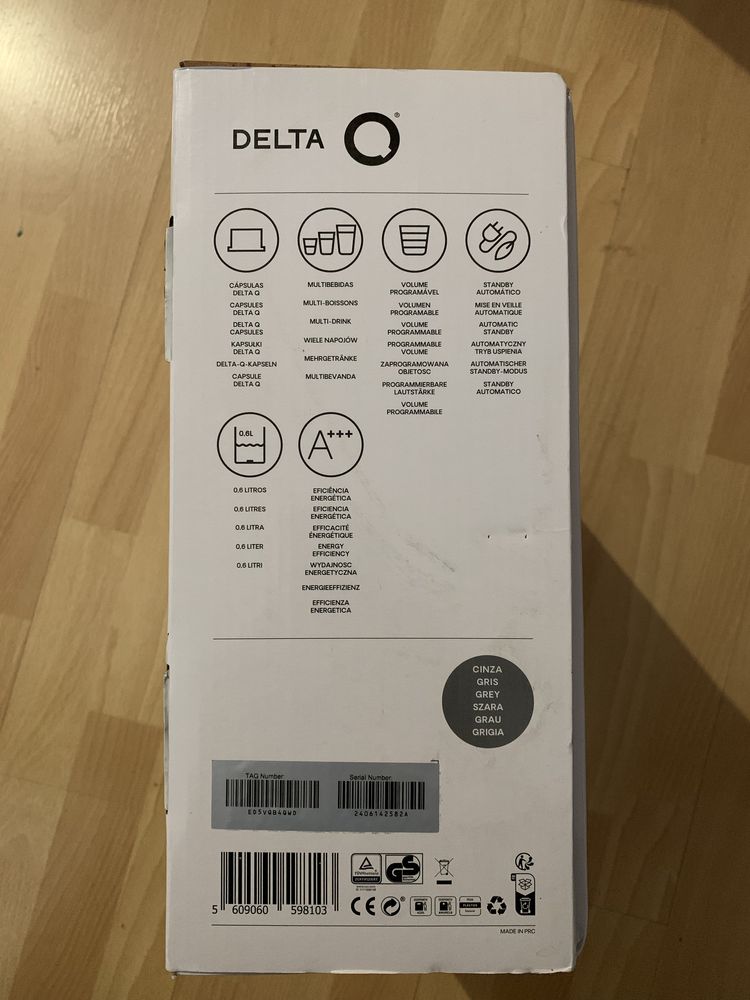 DELTA Q®
CÁPSULAS
DELTA Q
CAPSULES
DELTA Q
DELTA Q
CAPSULES
KAPSUŁKI
DELTA Q
DELTA-Q-KAPSELN
CAPSULE
DELTA Q
MULTIBEBIDAS
MULTI-BOISSONS
MULTI-DRINK
WIELE NAPOJÓW
MEHRGETRÄNKE
MULTIBEVANDA
VOLUME
PROGRAMÁVEL
VOLUMEN
PROGRAMABLE
VOLUME
PROGRAMMABLE
PROGRAMMABLE
VOLUME
ZAPROGRAMOWANA
OBJETOSC
PROGRAMMIERBARE
LAUTSTÄRKE
VOLUME
PROGRAMMABILE
STANDBY
AUTOMÁTICO
MISE EN VEILLE
AUTOMATIQUE
AUTOMATIC
STANDBY
AUTOMATYCZNY
TRYB USPIENIA
AUTOMATISCHER
STANDBY-MODUS
STANDBY
AUTOMATICO
0,6L
0.6 LITROS
0.6 LITRES
0.6 LITRA
0.6 LITER
0.6 LITRI
A+++
EFICIÊNCIA
ENERGÉTICA
EFICIENCIA
ENERGÉTICA
EFFICACITÉ
ÉNERGÉTIQUE
ENERGY
EFFICIENCY
WYDAJNOSC
ENERGETYCZNA
ENERGIEEFFIZIENZ
EFFICIENZA
ENERGETICA
CINZA
GRIS
GREY
SZARA
GRAU
GRIGIA
TAG Number
E05VQB4QWD
Serial Number
2406142582A
5 609060 598103
GS
CE
MADE IN PRC